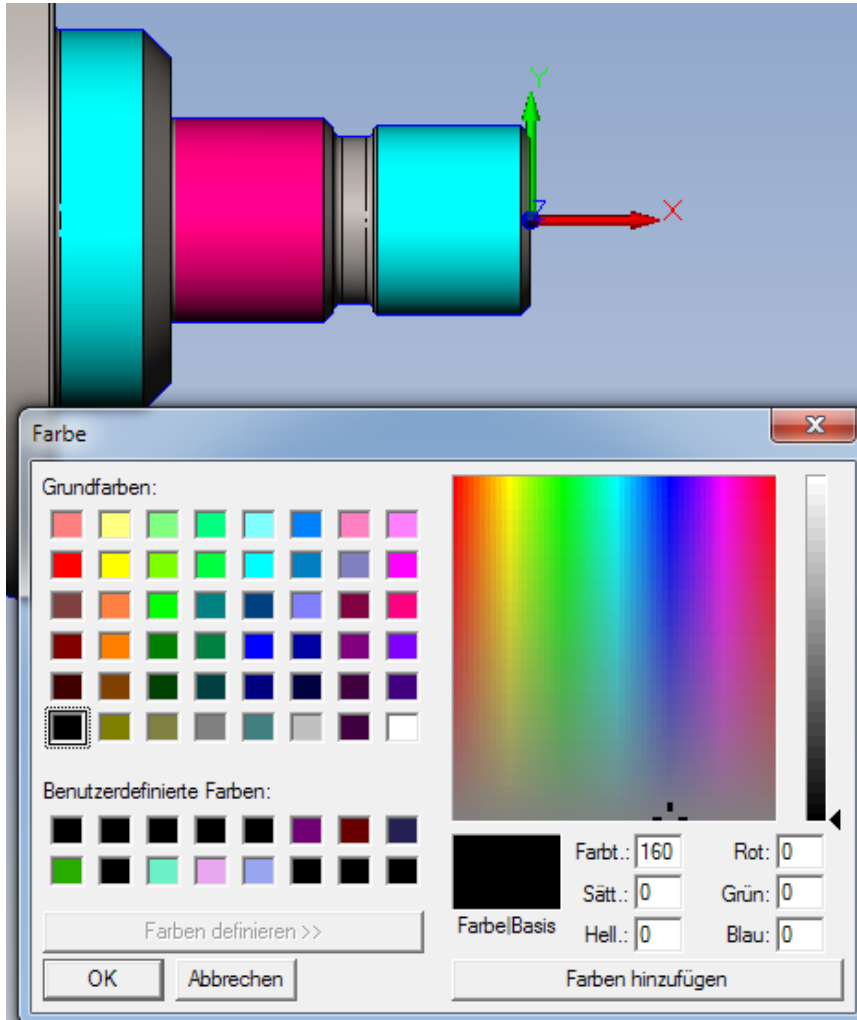 Y
Z
X
Farbe
Grundfarben:
Benutzerdefinierte Farben:
Farbt.: 160
Rot: 0
Sätt.: 0
Grün: 0
Farbe|Basis
Hell.: 0
Blau: 0
Farben definieren >>
OK
Abbrechen
Farben hinzufügen